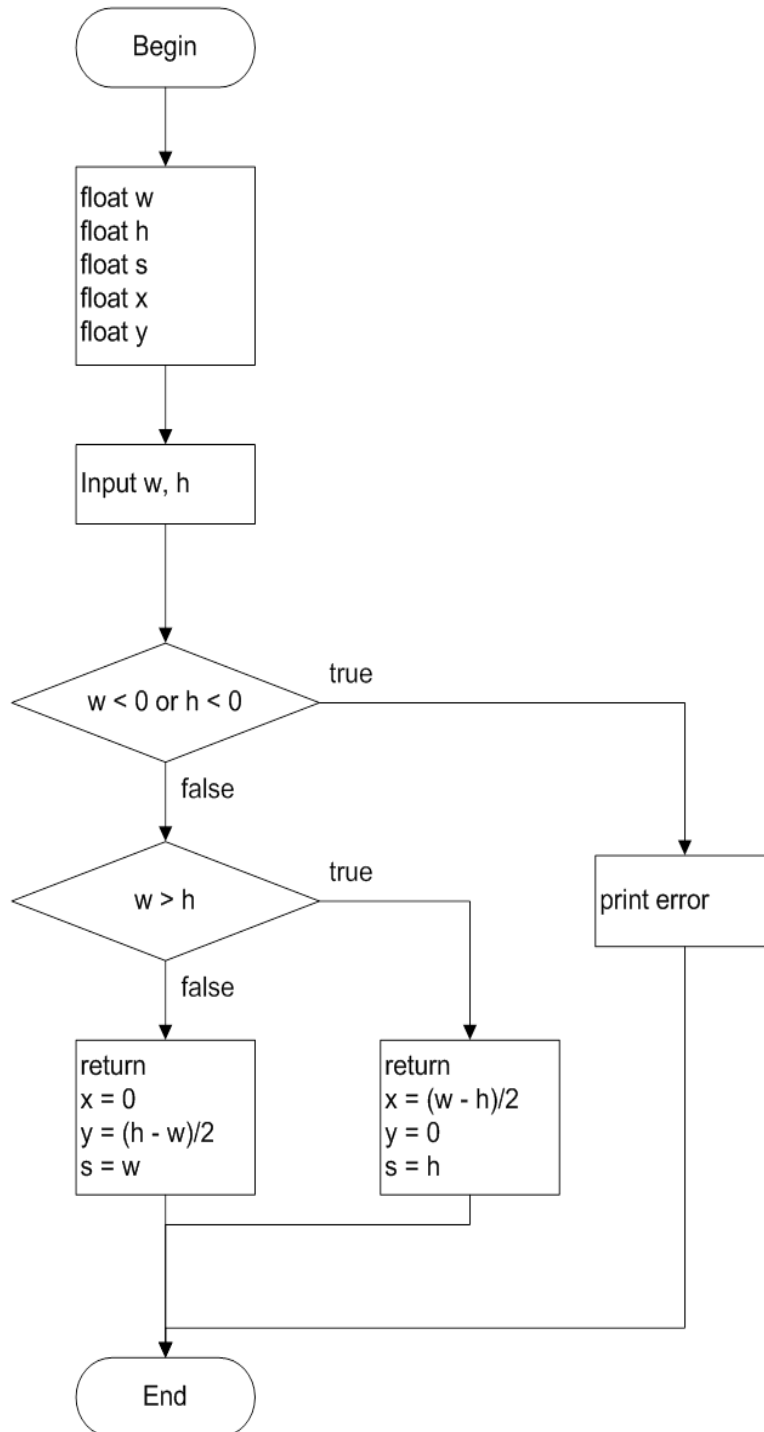 Begin
float w
float h
float s
float x
float y
Input w, h
w < 0 or h < 0
true
false
w > h
true
false
print error
return
x = 0
y = (h - w)/2
s = w
return
x = (w - h)/2
y = 0
s = h
End